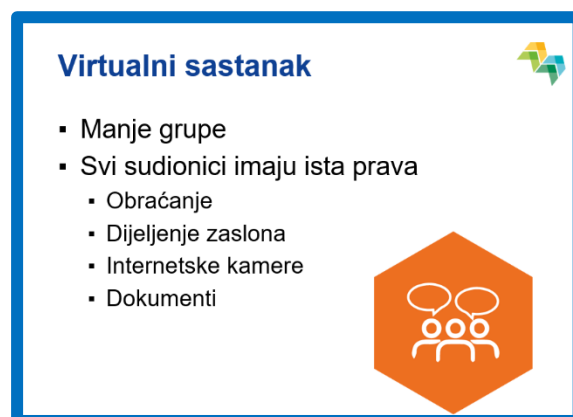 Virtualni sastanak
▪ Manje grupe
▪ Svi sudionici imaju ista prava
▪ Obraćanje
▪ Dijeljenje zaslona
▪ Internetske kamere
▪ Dokumenti